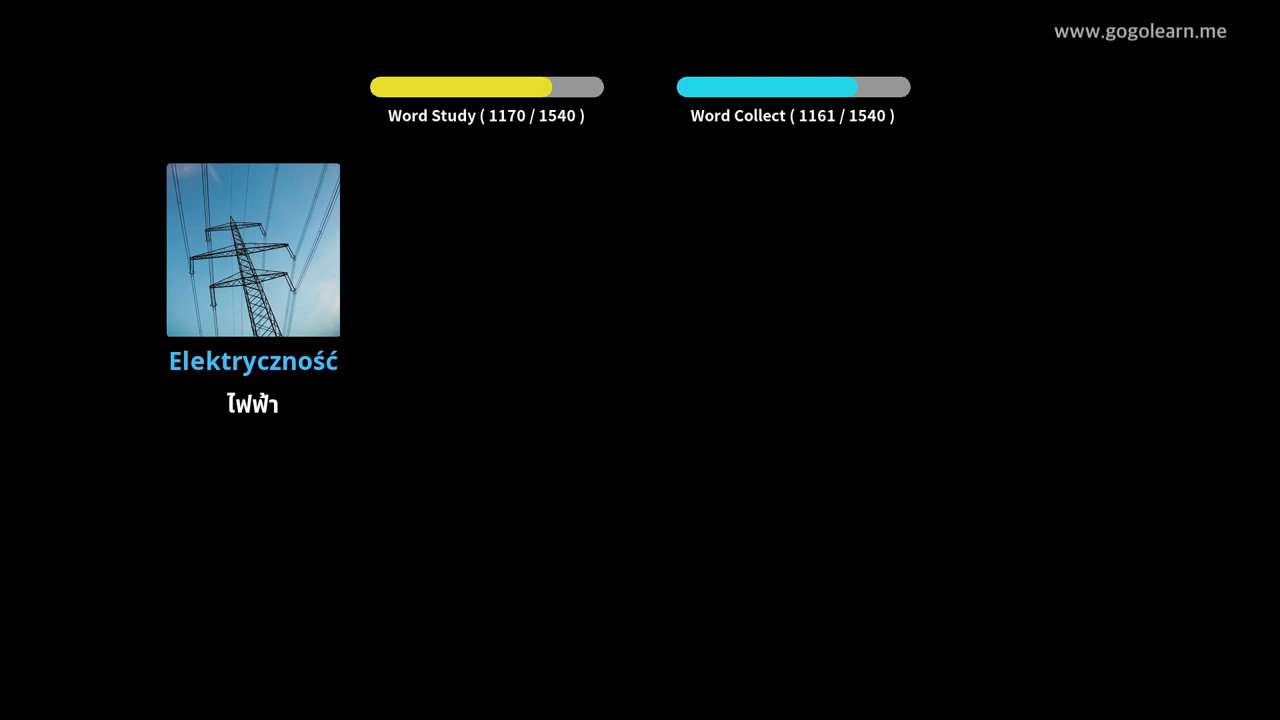 www.gogolearn.me
Word Study ( 1170 / 1540 )
Word Collect ( 1161 / 1540 )
Elektryczność
ไฟฟ้า